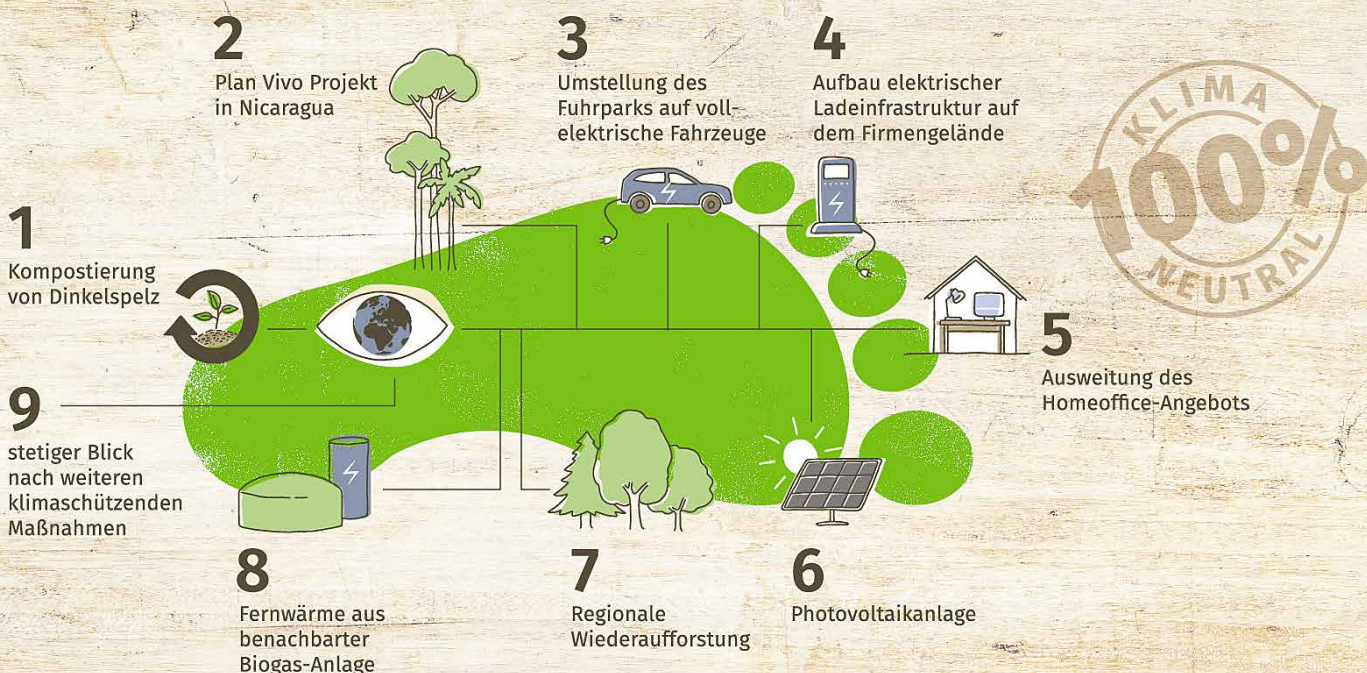 1
Kompostierung
von Dinkelspelz
2
Plan Vivo Projekt
in Nicaragua
3
Umstellung des
Fuhrparks auf voll-
elektrische Fahrzeuge
4
Aufbau elektrischer
Ladeinfrastruktur auf
dem Firmengelände
KLIMA
100%
NEUTRAL
5
Ausweitung des
Homeoffice-Angebots
6
Photovoltaikanlage
7
Regionale
Wiederaufforstung
8
Fernwärme aus
benachbarter
Biogas-Anlage
9
stetiger Blick
nach weiteren
klimaschützenden
Maßnahmen